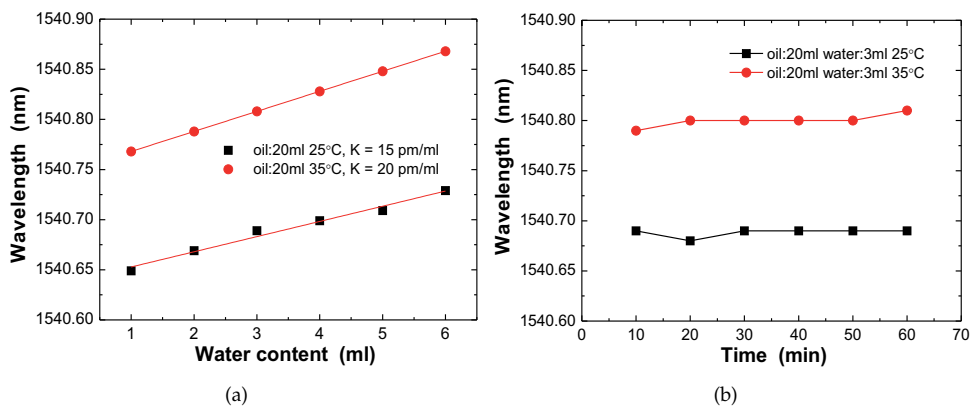 1540.90
1540.85
1540.80
1540.75
1540.70
1540.65
1540.60
Wavelength (nm)
oil:20ml 25°C, K = 15 pm/ml
oil:20ml 35°C, K = 20 pm/ml
1 2 3 4 5 6
Water content (ml)
(a)
1540.90
1540.85
1540.80
1540.75
1540.70
1540.65
1540.60
Wavelength (nm)
oil:20ml water:3ml 25°C
oil:20ml water:3ml 35°C
0 10 20 30 40 50 60 70
Time (min)
(b)